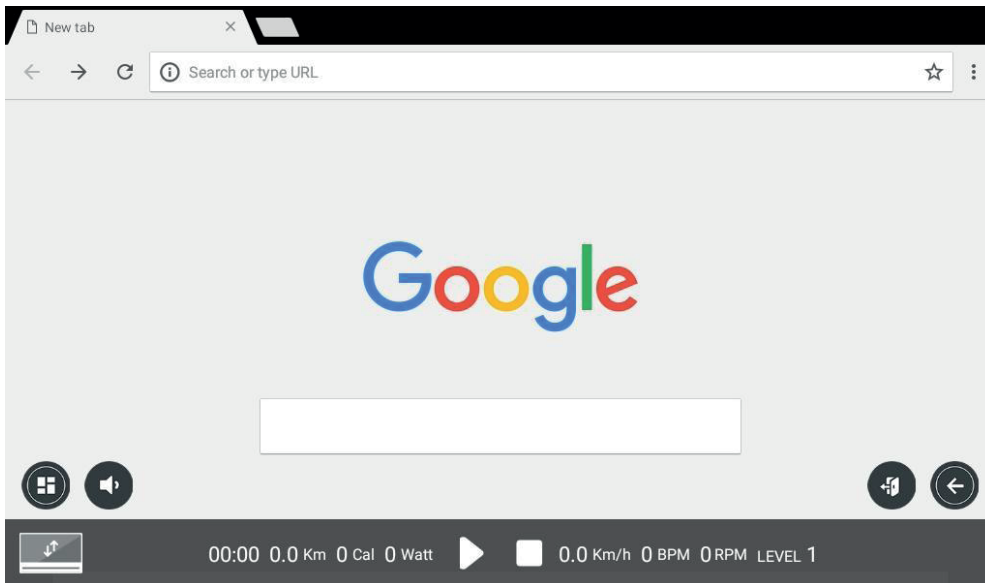 New tab
Search or type URL
Google
00:00 0.0 Km 0 Cal 0 Watt 0.0 Km/h 0 BPM 0 RPM LEVEL 1